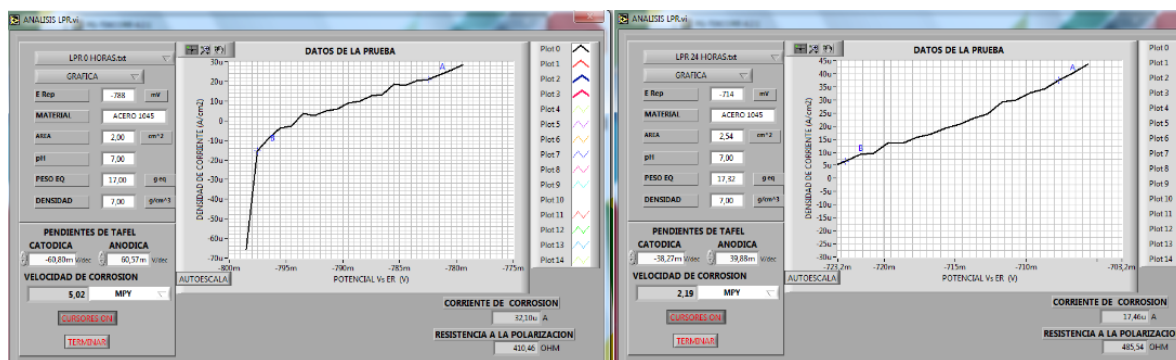 ANALISIS LPR.vi
LPR 0 HORAS.txt
GRAFICA
E Rep -788 mV
MATERIAL ACERO 1045
AREA 2,00 cm^2
pH 7,00
PESO EQ 17,00 g eq
DENSIDAD 7,00 g/cm^3
PENDIENTES DE TAFEL
CATODICA ANODICA
-60,80m V/dec 60,57m V/dec
VELOCIDAD DE CORROSION
5,02 MPY
CURSORES ON
TERMINAR
DATOS DE LA PRUEBA
DENSIDAD DE CORRIENTE (A/cm2)
30u
20u
10u
0
-10u
-20u
-30u
-40u
-50u
-60u
-70u
A
B
-800m -795m -790m -785m -780m -775m
POTENCIAL Vs ER (V)
AUTOESCALA
Plot 0
Plot 1
Plot 2
Plot 3
Plot 4
Plot 5
Plot 6
Plot 7
Plot 8
Plot 9
Plot 10
Plot 11
Plot 12
Plot 13
Plot 14
CORRIENTE DE CORROSION
32,10u A
RESISTENCIA A LA POLARIZACION
410,46 OHM
ANALISIS LPR.vi
LPR 24 HORAS.txt
GRAFICA
E Rep -714 mV
MATERIAL ACERO 1045
AREA 2,54 cm^2
pH 7,00
PESO EQ 17,32 g eq
DENSIDAD 7,00 g/cm^3
PENDIENTES DE TAFEL
CATODICA ANODICA
-38,27m V/dec 39,88m V/dec
VELOCIDAD DE CORROSION
2,19 MPY
CURSORES ON
TERMINAR
DATOS DE LA PRUEBA
DENSIDAD DE CORRIENTE (A/cm2)
45u
40u
35u
30u
25u
20u
15u
10u
5u
0
-5u
-10u
-15u
-20u
-25u
-30u
A
B
-723,2m -720m -710m -703,2m
POTENCIAL Vs ER (V)
AUTOESCALA
Plot 0
Plot 1
Plot 2
Plot 3
Plot 4
Plot 5
Plot 6
Plot 7
Plot 8
Plot 9
Plot 10
Plot 11
Plot 12
Plot 13
Plot 14
CORRIENTE DE CORROSION
17,46u A
RESISTENCIA A LA POLARIZACION
485,54 OHM